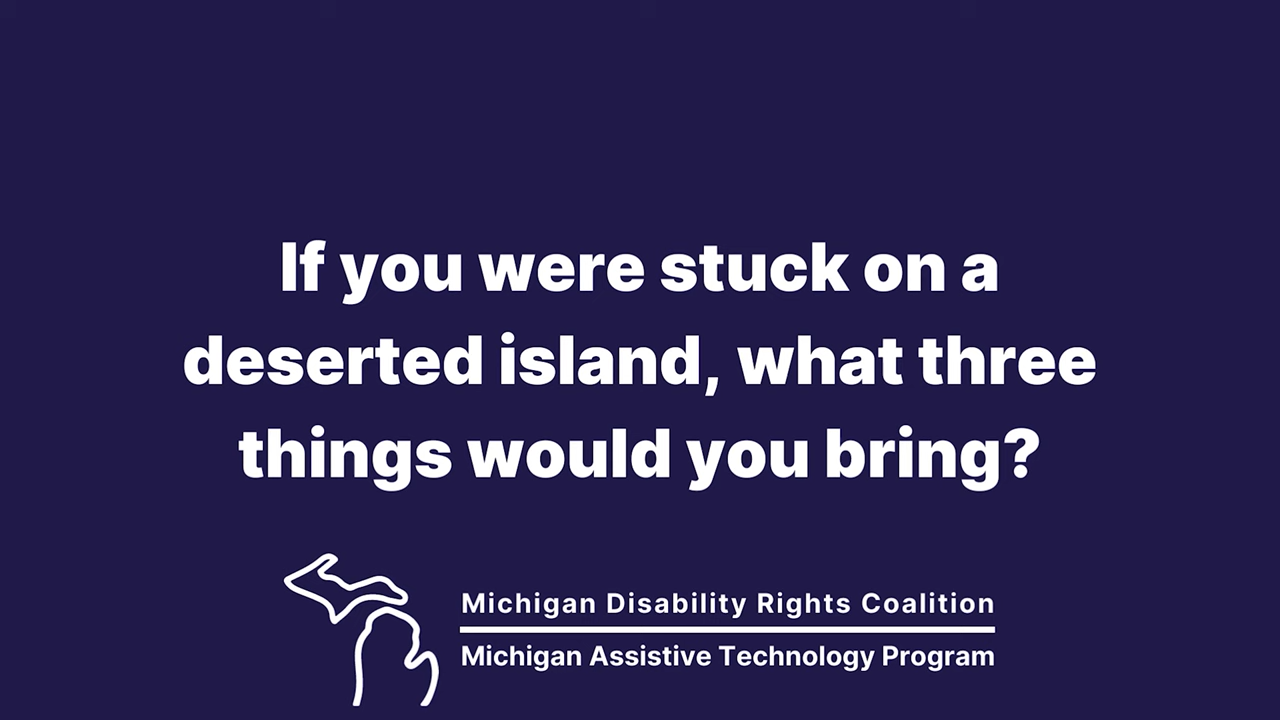 If you were stuck on a
deserted island, what three
things would you bring?
Michigan Disability Rights Coalition
Michigan Assistive Technology Program